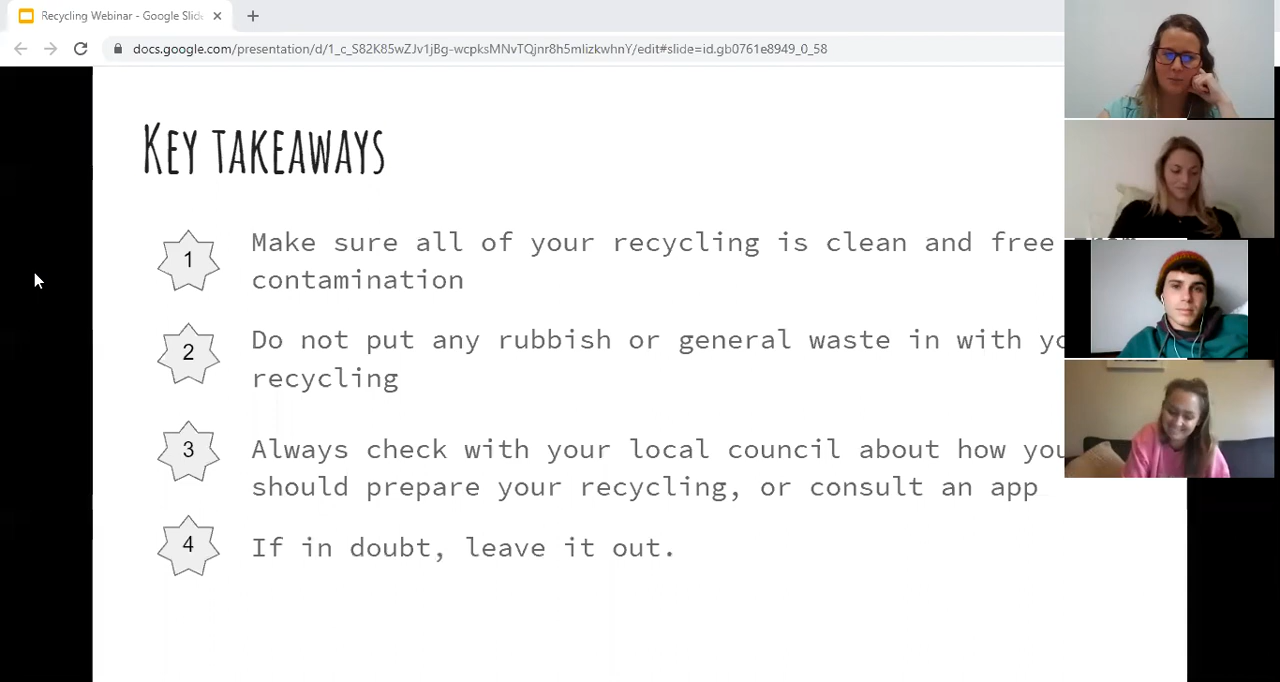 Recycling Webinar - Google Slid
docs.google.com/presentation/d/1_c_S82K85wZJv1jBg-wcpksMNvTQjnr8h5mlizkwhnY/edit#slide=id.gb0761e8949_0_58
Key takeaways
1
Make sure all of your recycling is clean and free from
contamination
2
Do not put any rubbish or general waste in with yo
recycling
3
Always check with your local council about how you
should prepare your recycling, or consult an app
4
If in doubt, leave it out.